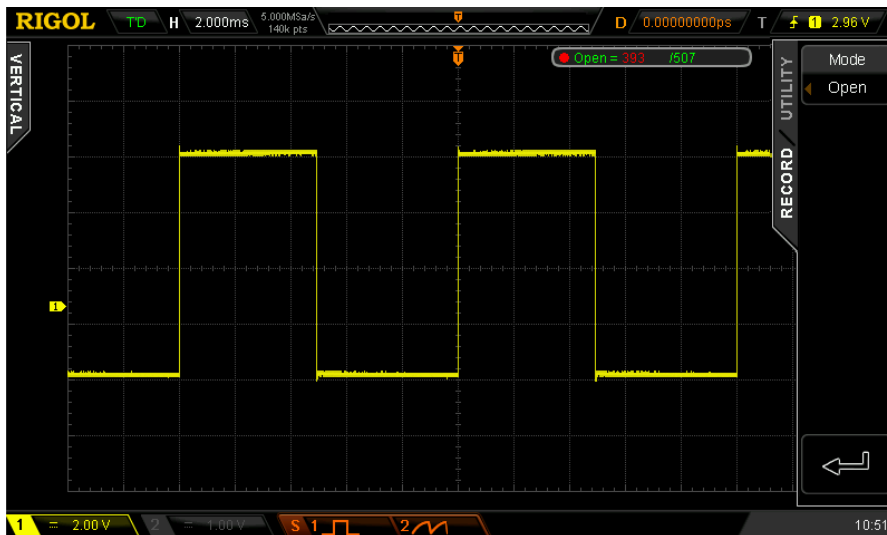 RIGOL T'D H 2.000ms 5.000MSa/s 140k pts D 0.00000000ps T 1 2.96 V
VERTICAL
T
Open = 393 /507
UTILITY
RECORD
Mode
Open
1
1 = 2.00 V 2 = 1.00 V S 1 2
10:51